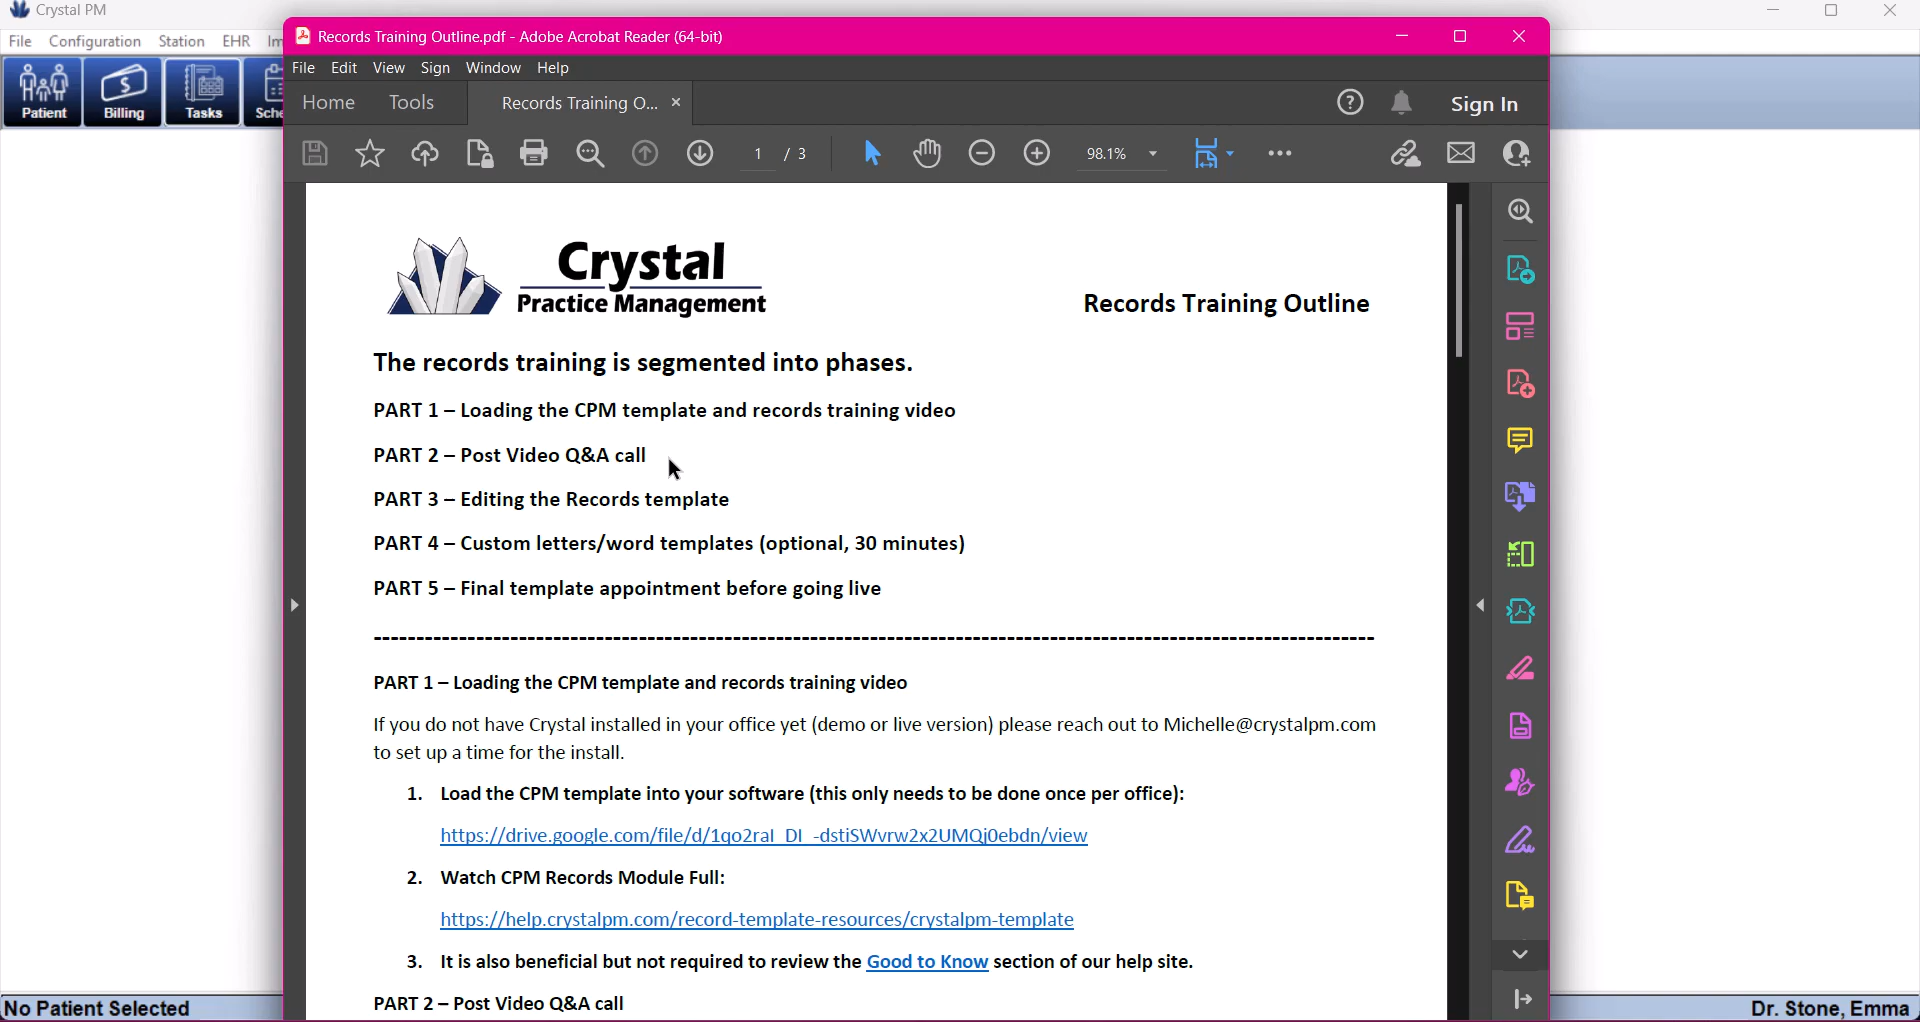 Crystal PM
File Configuration Station EHR Im
Patient Billing Tasks Sche
Records Training Outline.pdf - Adobe Acrobat Reader (64-bit)
File Edit View Sign Window Help
Home Tools Records Training O... × Sign In
1 / 3 98.1%
Crystal
Practice Management
Records Training Outline
The records training is segmented into phases.
PART 1 – Loading the CPM template and records training video
PART 2 – Post Video Q&A call
PART 3 – Editing the Records template
PART 4 – Custom letters/word templates (optional, 30 minutes)
PART 5 – Final template appointment before going live
PART 1 – Loading the CPM template and records training video
If you do not have Crystal installed in your office yet (demo or live version) please reach out to Michelle@crystalpm.com
to set up a time for the install.
1. Load the CPM template into your software (this only needs to be done once per office):
https://drive.google.com/file/d/1qo2raI_DI_-dstiSWvrw2x2UMQj0ebdn/view
2. Watch CPM Records Module Full:
https://help.crystalpm.com/record-template-resources/crystalpm-template
3. It is also beneficial but not required to review the Good to Know section of our help site.
PART 2 – Post Video Q&A call
No Patient Selected
Dr. Stone, Emma